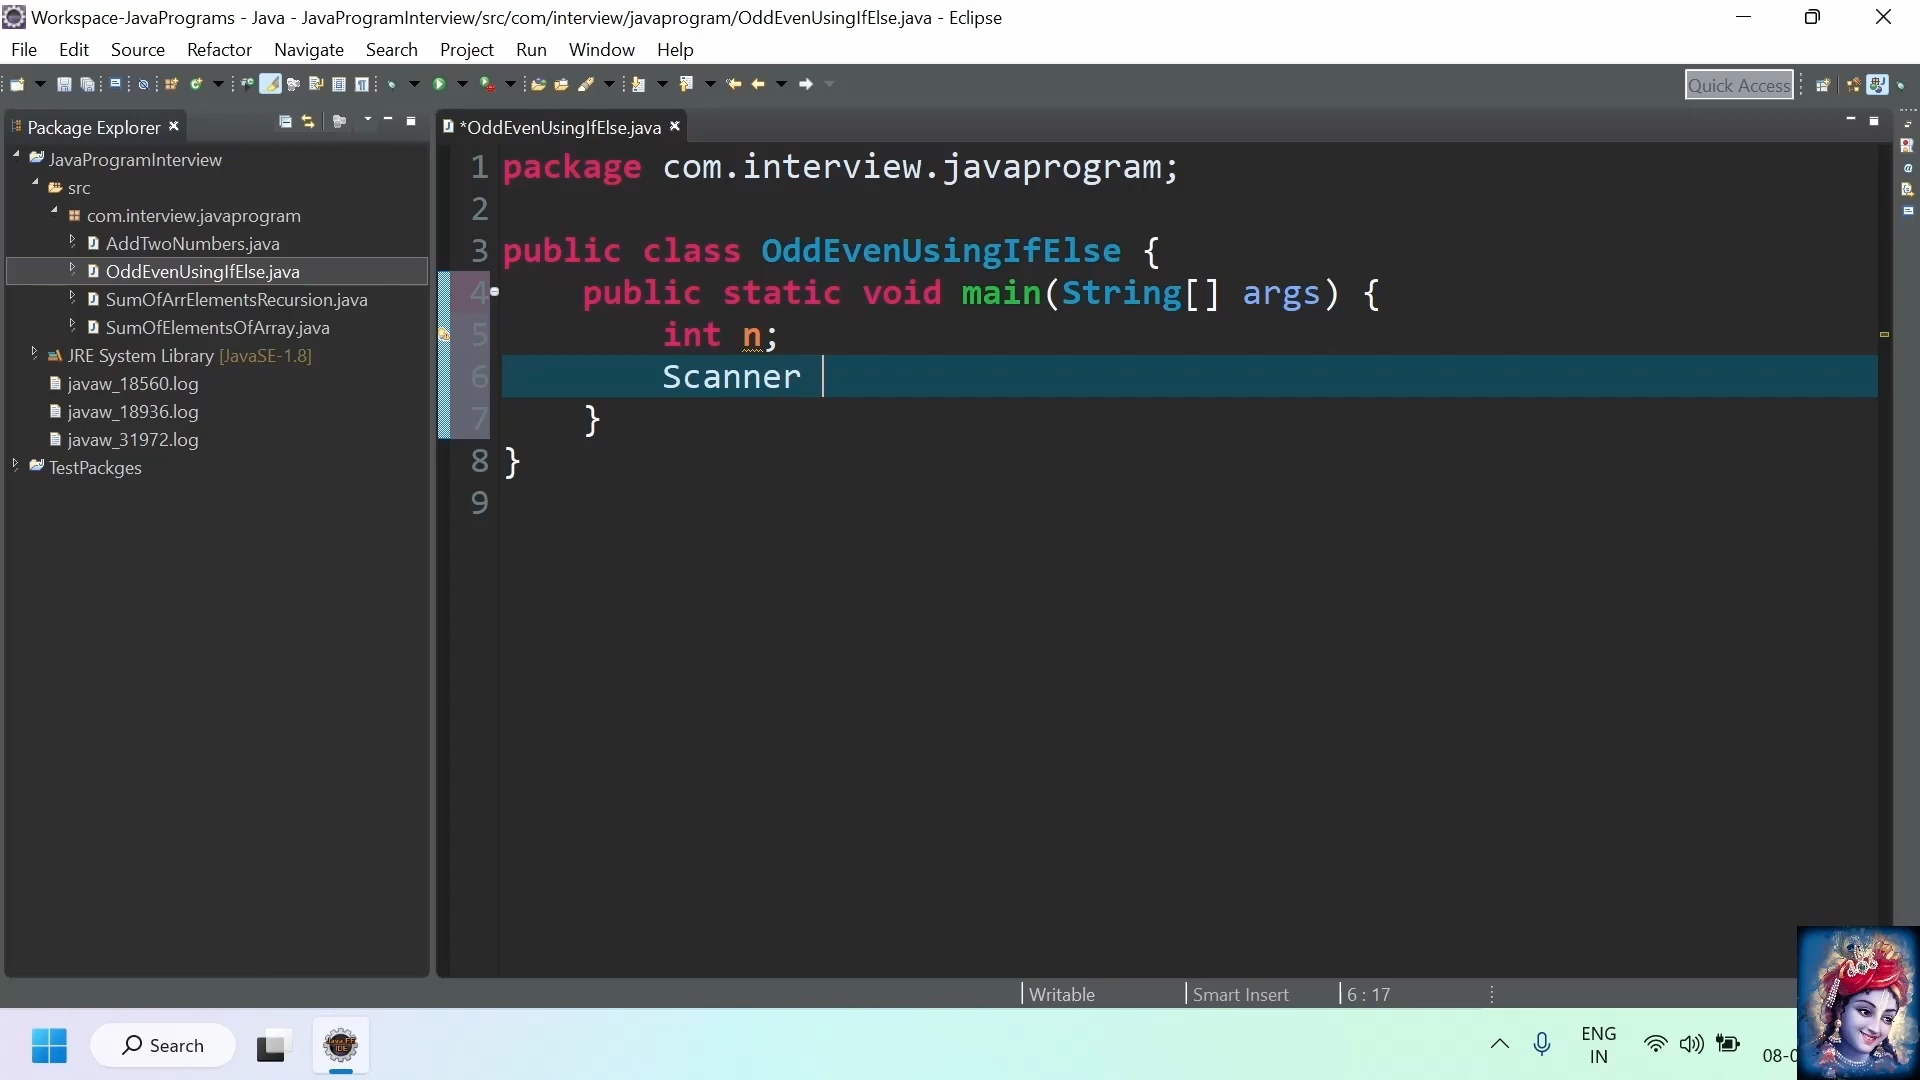 Workspace-JavaPrograms - Java - JavaProgramInterview/src/com/interview/javaprogram/OddEvenUsingIfElse.java - Eclipse
File Edit Source Refactor Navigate Search Project Run Window Help
Quick Access
Package Explorer
*OddEvenUsingIfElse.java
JavaProgramInterview
src
com.interview.javaprogram
AddTwoNumbers.java
OddEvenUsingIfElse.java
SumOfArrElementsRecursion.java
SumOfElementsOfArray.java
JRE System Library [JavaSE-1.8]
javaw_18560.log
javaw_18936.log
javaw_31972.log
TestPackges
1 package com.interview.javaprogram;
2
3 public class OddEvenUsingIfElse {
4 public static void main(String[] args) {
5 int n;
6 Scanner
7 }
8 }
9
Writable Smart Insert 6 : 17
Search
ENG
IN
08-0